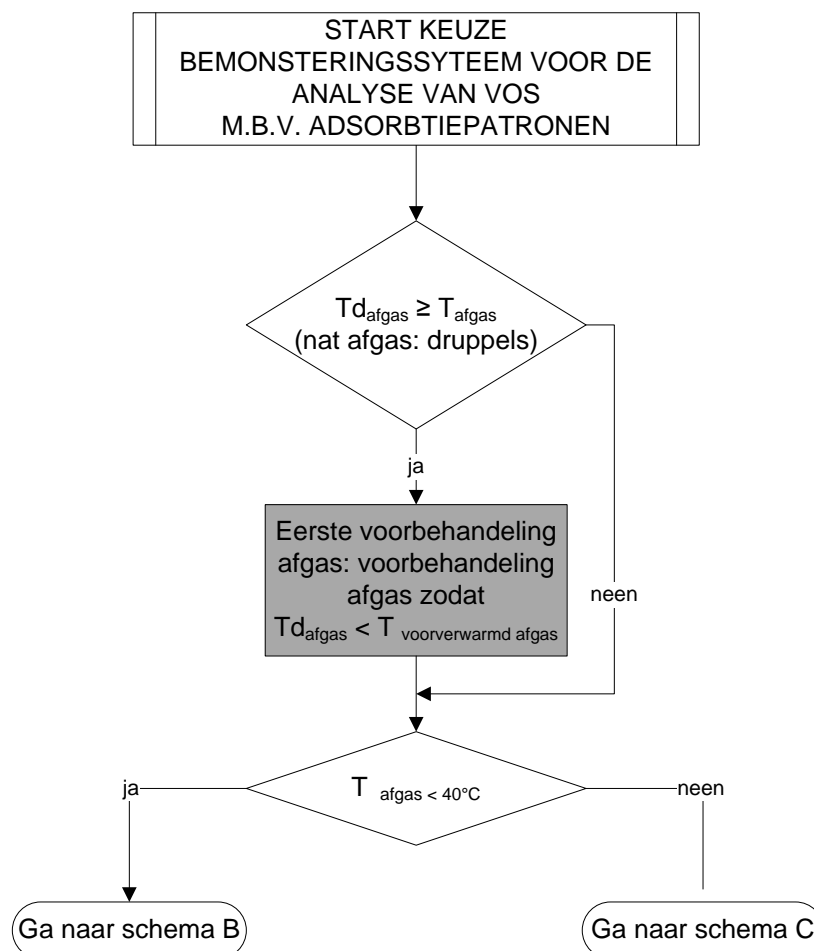 START KEUZE
BEMONSTERINGSSYTEEM VOOR DE
ANALYSE VAN VOS
M.B.V. ADSORBTIEPATRONEN
Td afgas ≥ T afgas
(nat afgas: druppels)
ja
Eerste voorbehandeling
afgas: voorbehandeling
afgas zodat
Td afgas < T voorverwarmd afgas
neen
T afgas < 40°C
ja
neen
Ga naar schema B
Ga naar schema C